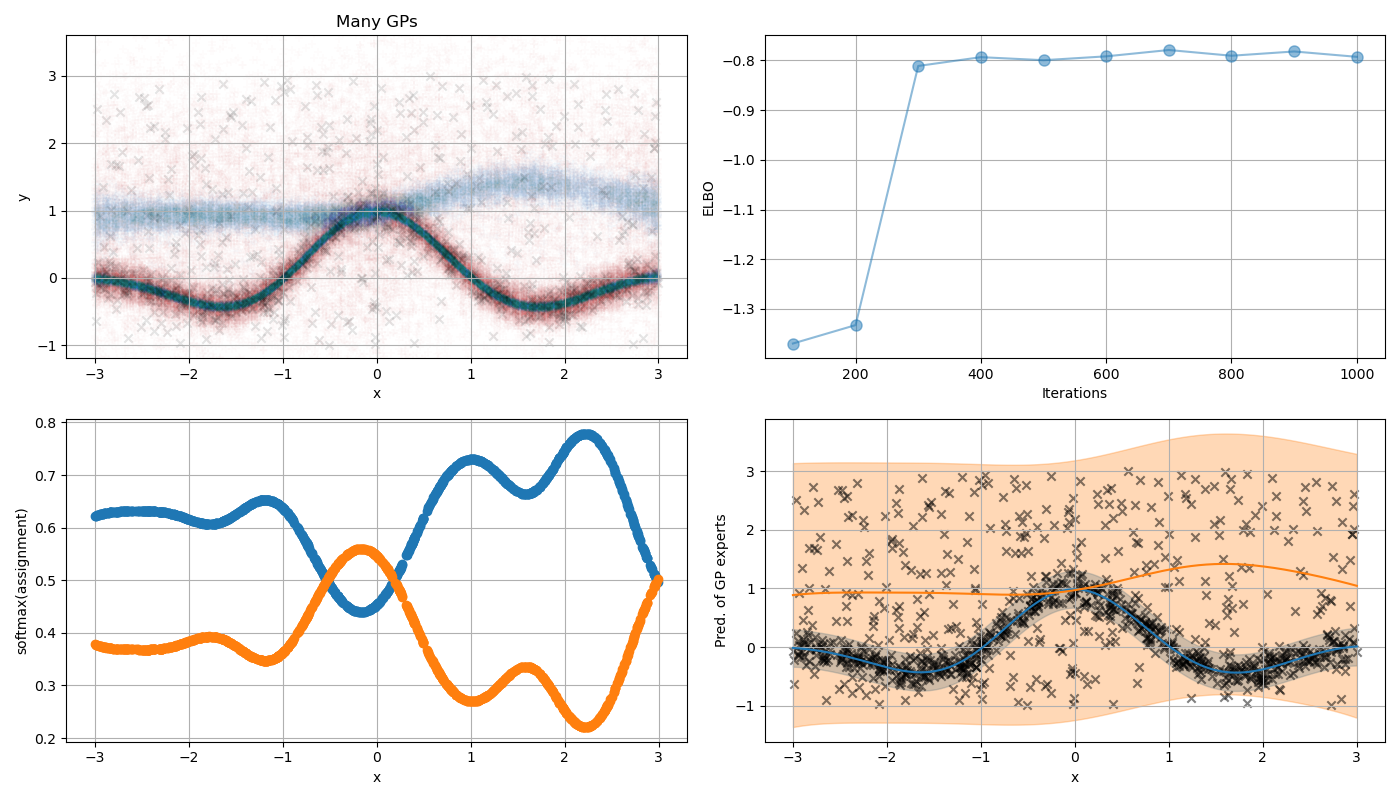 Many GPs
y
3
2
1
0
−1
−3 −2 −1 0 1 2 3
x
ELBO
−0.8
−0.9
−1.0
−1.1
−1.2
−1.3
200 400 600 800 1000
Iterations
softmax(assignment)
0.8
0.7
0.6
0.5
0.4
0.3
0.2
−3 −2 −1 0 1 2 3
x
Pred. of GP experts
3
2
1
0
−1
−3 −2 −1 0 1 2 3
x